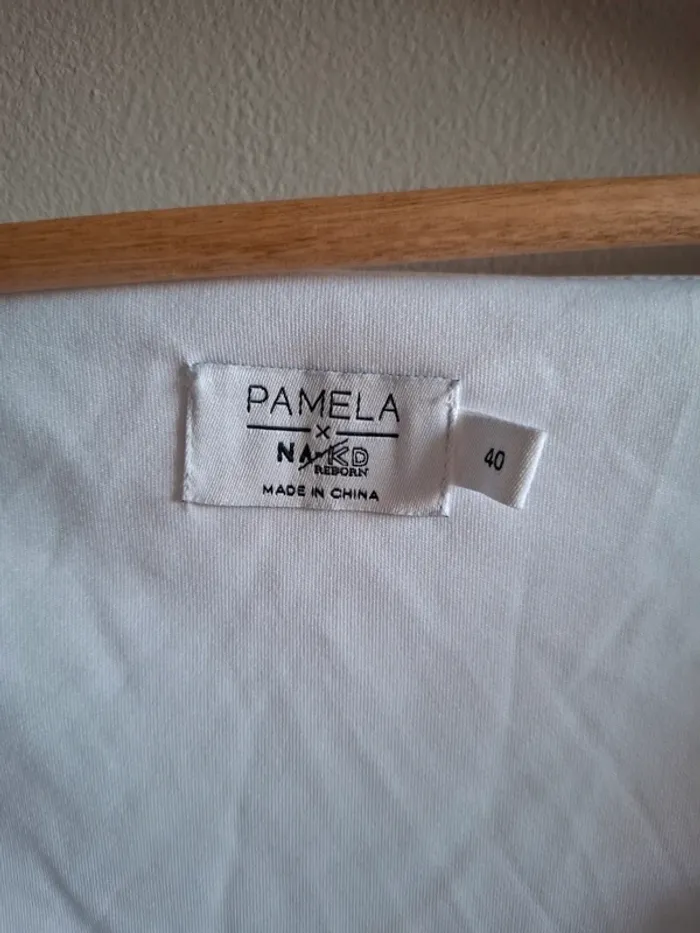 PAMELA
×
NA-KD
REBORN
MADE IN CHINA
40